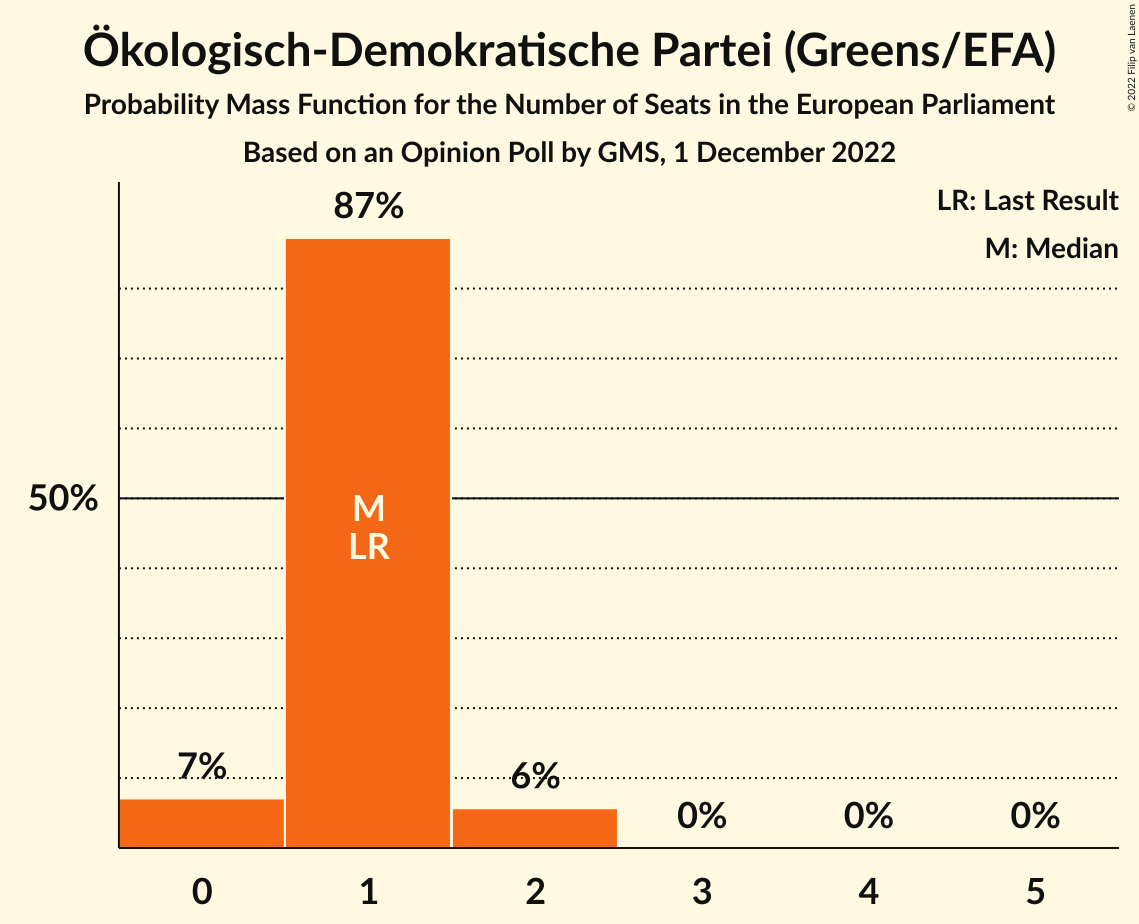 Ökologisch-Demokratische Partei (Greens/EFA)
Probability Mass Function for the Number of Seats in the European Parliament
Based on an Opinion Poll by GMS, 1 December 2022
© 2022 Filip van Laenen
LR: Last Result
M: Median
87%
50%
M
LR
7%
6%
0%
0%
0%
0
1
2
3
4
5